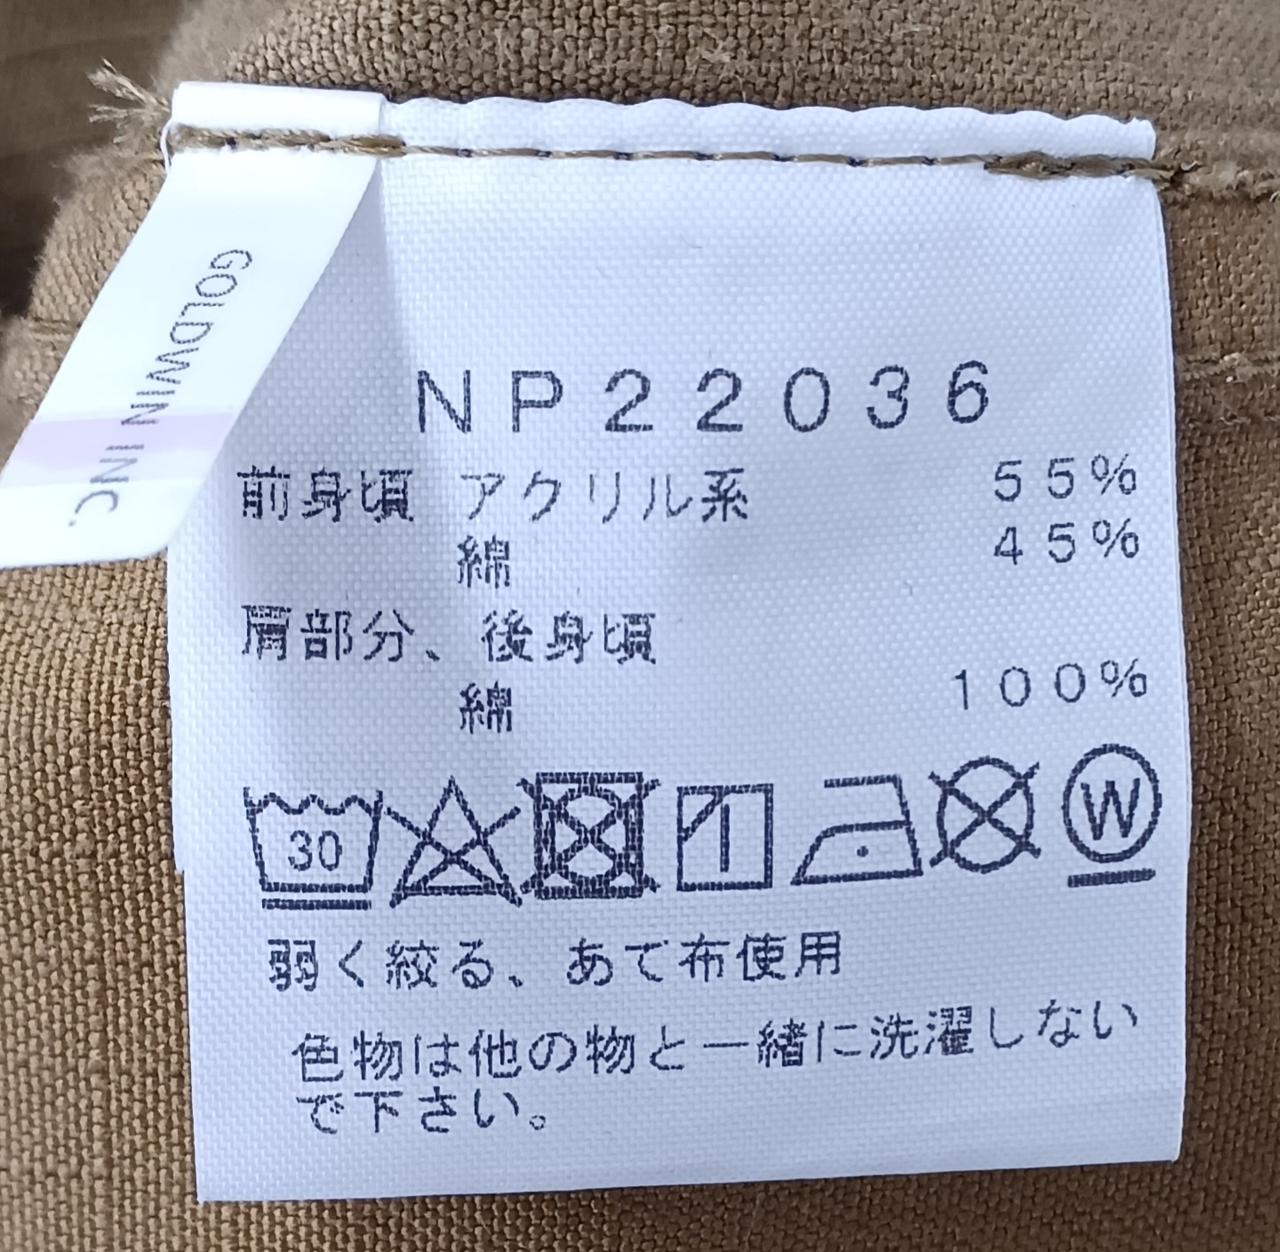 GOLDWIN INC.
NP22036
前身頃 アクリル系 55%
綿 45%
肩部分、後身頃
綿 100%
30
W
弱く絞る、あて布使用
色物は他の物と一緒に洗濯しない
で下さい。